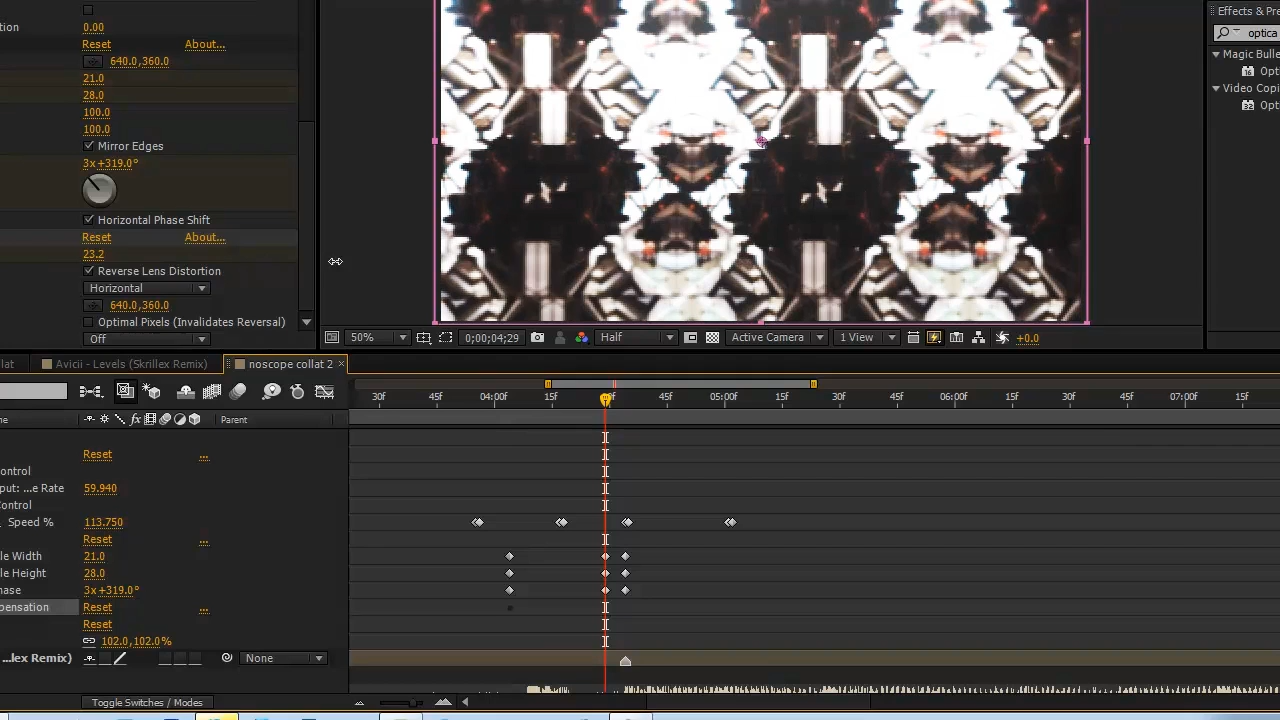 tion
0.00
Reset About...
640.0,360.0
21.0
28.0
100.0
100.0
Mirror Edges
3x+319.0°
Horizontal Phase Shift
Reset About...
23.2
Reverse Lens Distortion
Horizontal
640.0,360.0
Optimal Pixels (Invalidates Reversal)
Off
50% 0;00;04;29 Half Active Camera 1 View +0.0
Effects & Pre
optica
Magic Bulle
Opt
Video Copi
Opt
lat Avicii - Levels (Skrillex Remix) noscope collat 2 ×
30f 45f 04:00f 15f 45f 05:00f 15f 30f 45f 06:00f 15f 30f 45f 07:00f 15f
ne fx Parent
Reset ...
ontrol
put: ...e Rate 59.940
Control
Speed % 113.750
Reset ...
le Width 21.0
le Height 28.0
hase 3x+319.0°
pensation Reset ...
Reset
102.0,102.0%
..lex Remix) None
Toggle Switches / Modes